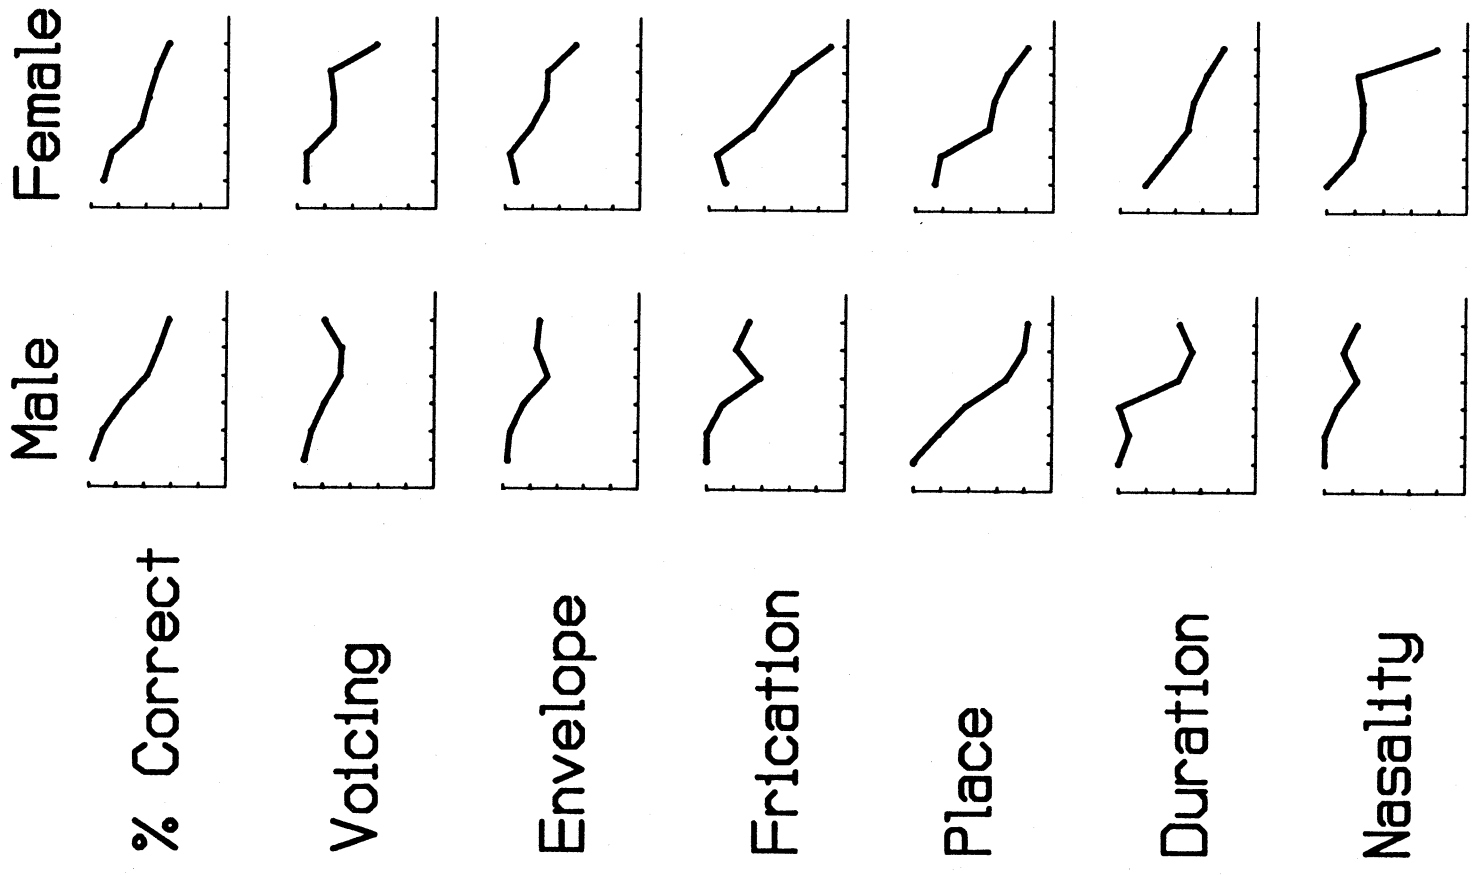 Male
Female
% Correct
Voicing
Envelope
Frication
Place
Duration
Nasality